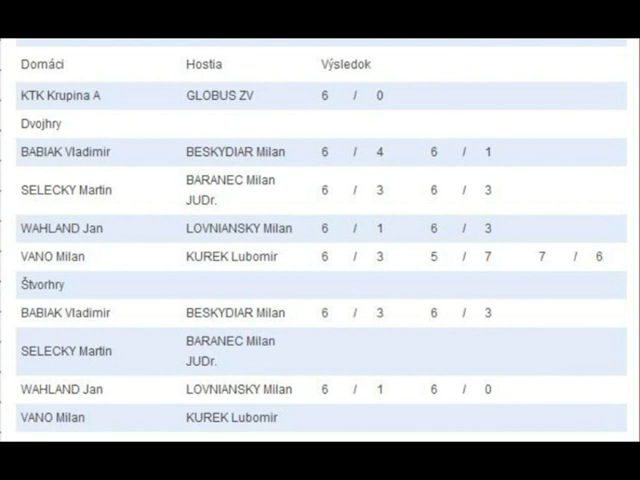 Domáci Hostia Výsledok
KTK Krupina A GLOBUS ZV 6 / 0
Dvojhry
BABIAK Vladimir BESKYDIAR Milan 6 / 4 6 / 1
SELECKY Martin BARANEC Milan JUDr. 6 / 3 6 / 3
WAHLAND Jan LOVNIANSKY Milan 6 / 1 6 / 3
VANO Milan KUREK Lubomir 6 / 3 5 / 7 7 / 6
Štvorhry
BABIAK Vladimir BESKYDIAR Milan 6 / 3 6 / 3
SELECKY Martin BARANEC Milan JUDr.
WAHLAND Jan LOVNIANSKY Milan 6 / 1 6 / 0
VANO Milan KUREK Lubomir